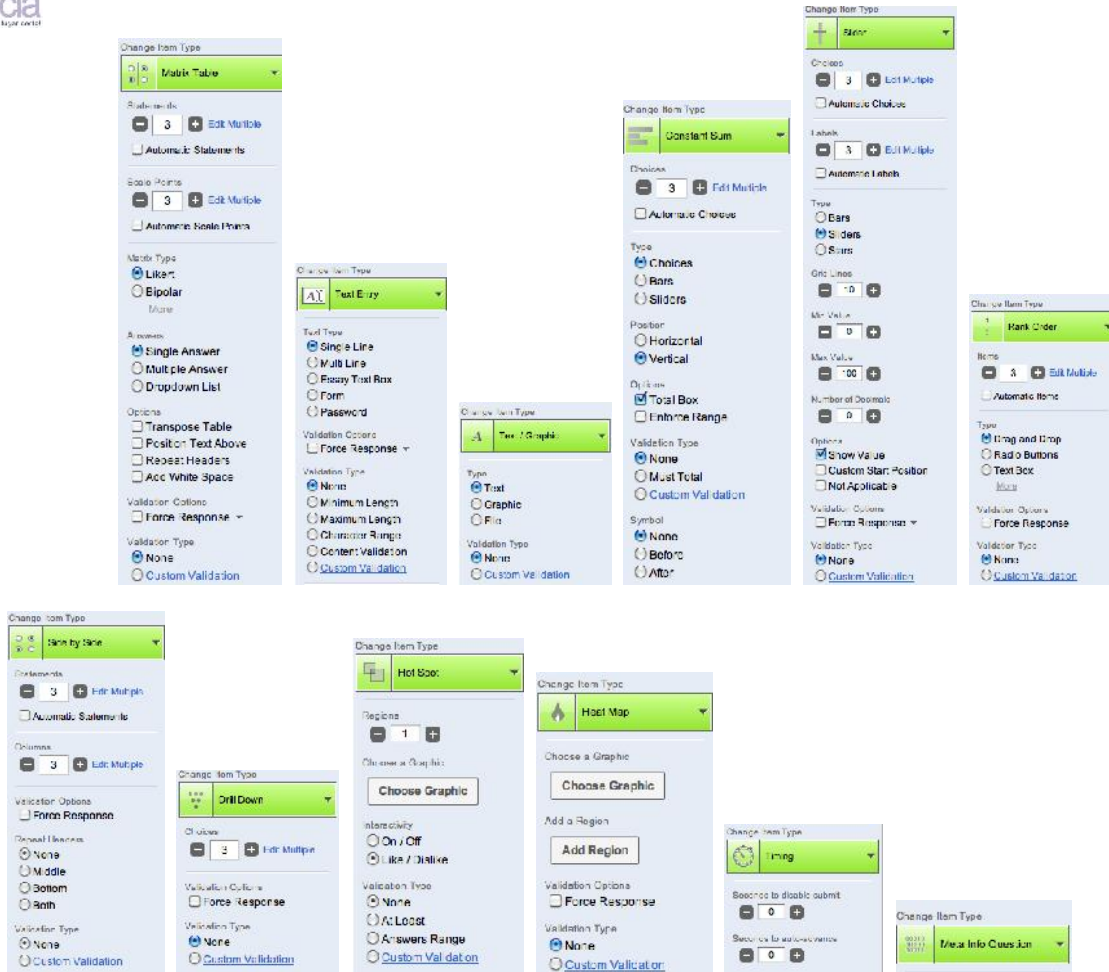 cia
Change Item Type
Matrix Table
Statements
3 Edit Multiple
Automatic Statements
Scale Points
3 Edit Multiple
Automatic Scale Points
Matrix Type
Likert
Bipolar
More
Answers
Single Answer
Multiple Answer
Dropdown List
Options
Transpose Table
Position Text Above
Repeat Headers
Add White Space
Validation Options
Force Response
Validation Type
None
Custom Validation
Change Item Type
Text Entry
Text Type
Single Line
Multi Line
Essay Text Box
Form
Password
Validation Options
Force Response
Validation Type
None
Minimum Length
Maximum Length
Character Range
Content Validation
Custom Validation
Change Item Type
Text / Graphic
Type
Text
Graphic
File
Validation Type
None
Custom Validation
Change Item Type
Constant Sum
Choices
3 Edit Multiple
Automatic Choices
Type
Choices
Bars
Sliders
Position
Horizontal
Vertical
Options
Total Box
Enforce Range
Validation Type
None
Must Total
Custom Validation
Symbol
None
Before
After
Change Item Type
Slider
Choices
3 Edit Multiple
Automatic Choices
Labels
3 Edit Multiple
Automatic Labels
Type
Bars
Sliders
Stars
Grid Lines
10
Min Value
0
Max Value
100
Number of Decimals
0
Options
Show Value
Custom Start Position
Not Applicable
Validation Options
Force Response
Validation Type
None
Custom Validation
Change Item Type
Rank Order
Items
3 Edit Multiple
Automatic Items
Type
Drag and Drop
Radio Buttons
Text Box
More
Validation Options
Force Response
Validation Type
None
Custom Validation
Change Item Type
Side by Side
Statements
3 Edit Multiple
Automatic Statements
Columns
3 Edit Multiple
Validation Options
Force Response
Repeat Headers
None
Middle
Bottom
Both
Validation Type
None
Custom Validation
Change Item Type
Drill Down
Choices
3 Edit Multiple
Validation Options
Force Response
Validation Type
None
Custom Validation
Change Item Type
Hot Spot
Regions
1
Choose a Graphic
Choose Graphic
Interactivity
On / Off
Like / Dislike
Validation Type
None
At Least
Answers Range
Custom Validation
Change Item Type
Heat Map
Choose a Graphic
Choose Graphic
Add a Region
Add Region
Validation Options
Force Response
Validation Type
None
Custom Validation
Change Item Type
Timing
Seconds to disable submit
0
Seconds to auto-advance
0
Change Item Type
Meta Info Question